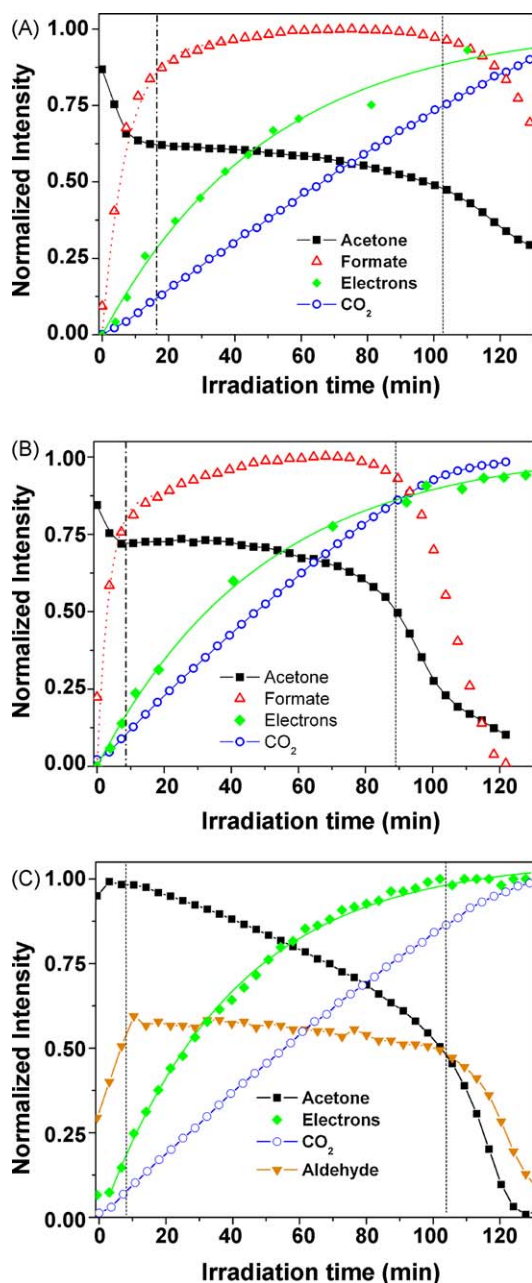 (A)
1.00
0.75
0.50
0.25
0.00
Normalized Intensity
Acetone
Formate
Electrons
CO₂
0 20 40 60 80 100 120
Irradiation time (min)
(B)
1.00
0.75
0.50
0.25
0.00
Normalized Intensity
Acetone
Formate
Electrons
CO₂
0 20 40 60 80 100 120
Irradiation time (min)
(C)
1.00
0.75
0.50
0.25
0.00
Normalized Intensity
Acetone
Electrons
CO₂
Aldehyde
0 20 40 60 80 100 120
Irradiation time (min)